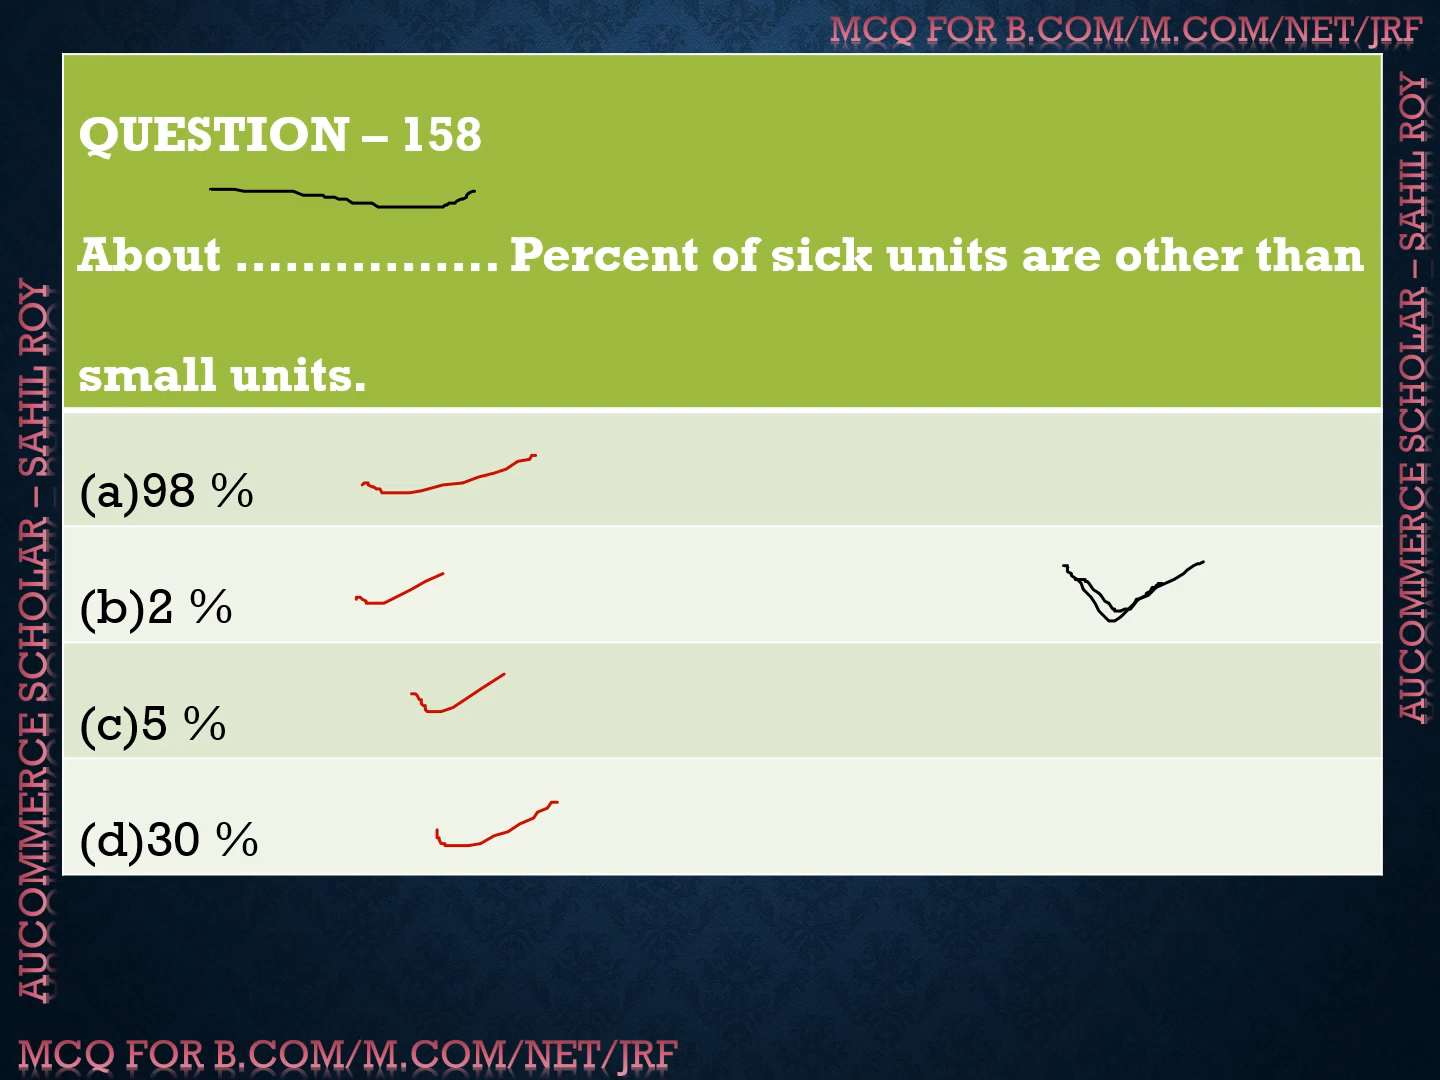 MCQ FOR B.COM/M.COM/NET/JRF
QUESTION – 158
About ................ Percent of sick units are other than
small units.
(a)98 %
(b)2 %
(c)5 %
(d)30 %
AUCOMMERCE SCHOLAR – SAHIL ROY
AUCOMMERCE SCHOLAR – SAHIL ROY
MCQ FOR B.COM/M.COM/NET/JRF